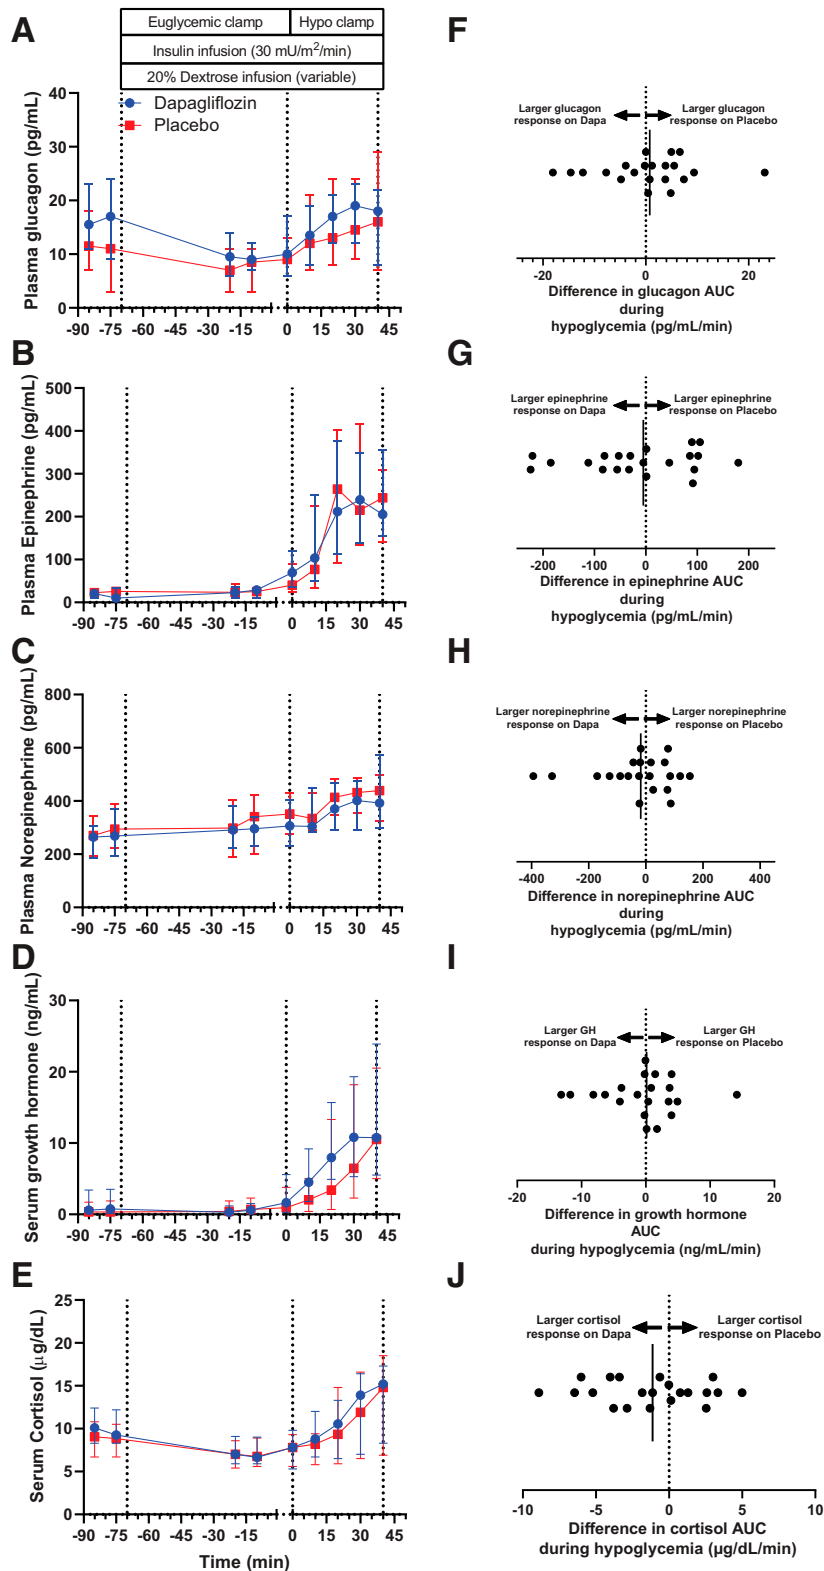 A
Euglycemic clamp
Hypo clamp
Insulin infusion (30 mU/m²/min)
20% Dextrose infusion (variable)
Dapagliflozin
Placebo
Plasma glucagon (pg/mL)
40
30
20
10
0
-90 -75 -60 -45 -30 -15 0 15 30 45
F
Larger glucagon
response on Dapa
Larger glucagon
response on Placebo
-20 0 20
Difference in glucagon AUC
during
hypoglycemia (pg/mL/min)
B
Plasma Epinephrine (pg/mL)
500
400
300
200
100
0
-90 -75 -60 -45 -30 -15 0 15 30 45
G
Larger epinephrine
response on Dapa
Larger epinephrine
response on Placebo
-200 -100 0 100 200
Difference in epinephrine AUC
during
hypoglycemia (pg/mL/min)
C
Plasma Norepinephrine (pg/mL)
800
600
400
200
0
-90 -75 -60 -45 -30 -15 0 15 30 45
H
Larger norepinephrine
response on Dapa
Larger norepinephrine
response on Placebo
-400 -200 0 200 400
Difference in norepinephrine AUC
during
hypoglycemia (pg/mL/min)
D
Serum growth hormone (ng/mL)
30
20
10
0
-90 -75 -60 -45 -30 -15 0 15 30 45
I
Larger GH
response on Dapa
Larger GH
response on Placebo
-20 -10 0 10 20
Difference in growth hormone
AUC
during hypoglycemia (ng/mL/min)
E
Serum Cortisol (µg/dL)
25
20
15
10
5
0
-90 -75 -60 -45 -30 -15 0 15 30 45
Time (min)
J
Larger cortisol
response on Dapa
Larger cortisol
response on Placebo
-10 -5 0 5 10
Difference in cortisol AUC
during hypoglycemia (µg/dL/min)